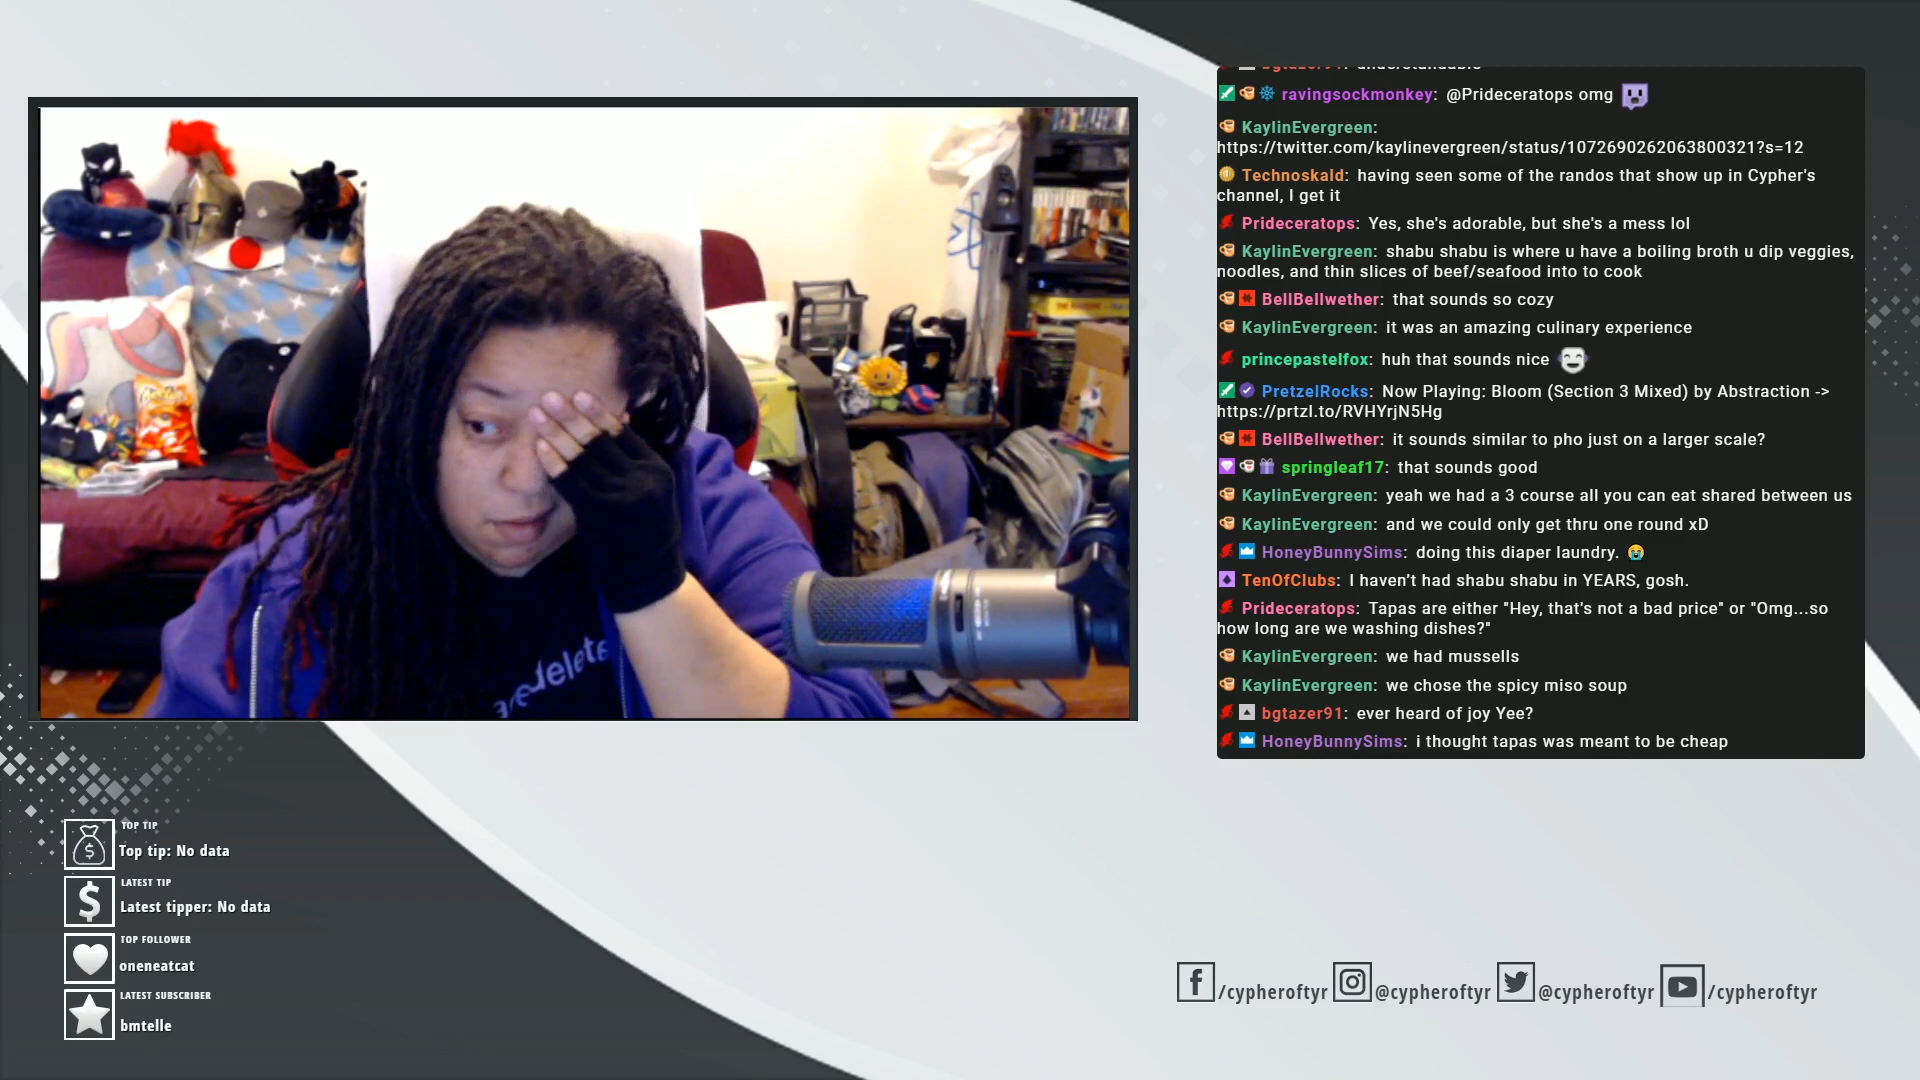 ravingsockmonkey: @Prideceratops omg
KaylinEvergreen:
https://twitter.com/kaylinevergreen/status/1072690262063800321?s=12
Technoskald: having seen some of the randos that show up in Cypher's
channel, I get it
Prideceratops: Yes, she's adorable, but she's a mess lol
KaylinEvergreen: shabu shabu is where u have a boiling broth u dip veggies,
noodles, and thin slices of beef/seafood into to cook
BellBellwether: that sounds so cozy
KaylinEvergreen: it was an amazing culinary experience
princepastelfox: huh that sounds nice
PretzelRocks: Now Playing: Bloom (Section 3 Mixed) by Abstraction ->
https://prtzl.to/RVHYrjN5Hg
BellBellwether: it sounds similar to pho just on a larger scale?
springleaf17: that sounds good
KaylinEvergreen: yeah we had a 3 course all you can eat shared between us
KaylinEvergreen: and we could only get thru one round xD
HoneyBunnySims: doing this diaper laundry. 😭
TenOfClubs: I haven’t had shabu shabu in YEARS, gosh.
Prideceratops: Tapas are either "Hey, that's not a bad price" or "Omg...so
how long are we washing dishes?"
KaylinEvergreen: we had mussells
KaylinEvergreen: we chose the spicy miso soup
bgtazer91: ever heard of joy Yee?
HoneyBunnySims: i thought tapas was meant to be cheap
delete
TOP TIP
Top tip: No data
LATEST TIP
Latest tipper: No data
TOP FOLLOWER
oneneatcat
LATEST SUBSCRIBER
bmtelle
/cypheroftyr @cypheroftyr @cypheroftyr /cypheroftyr